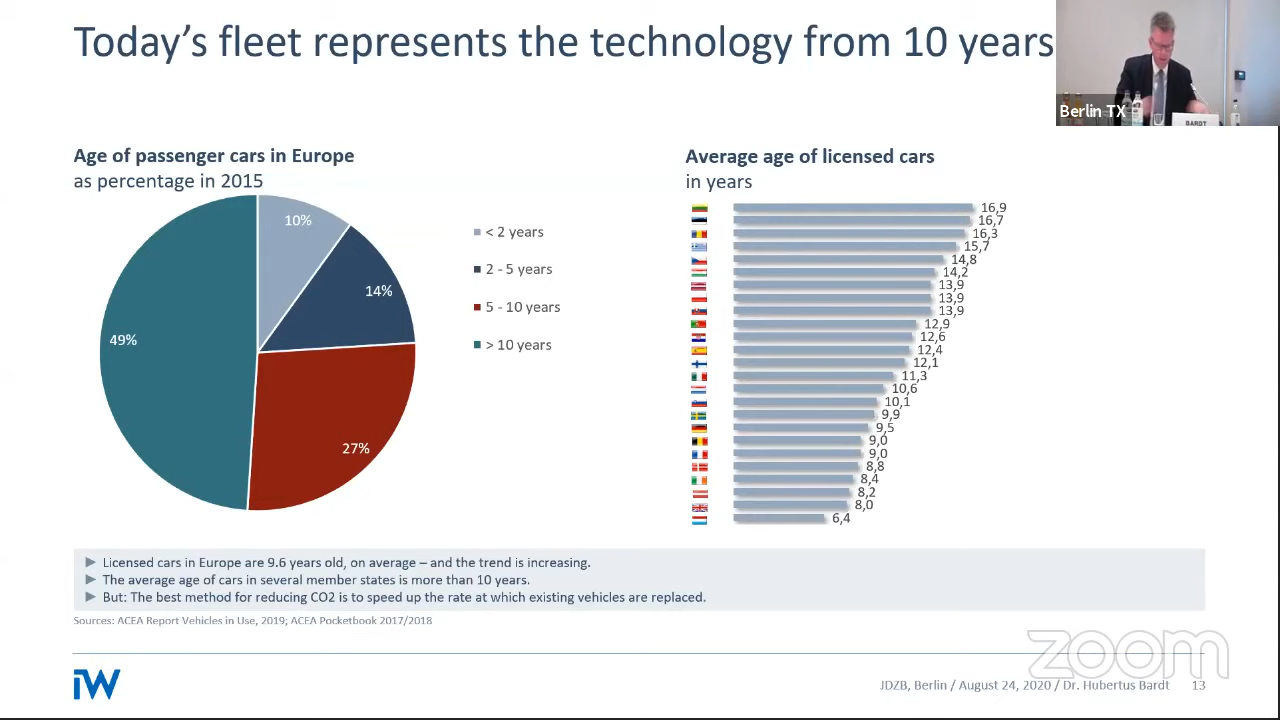 Today's fleet represents the technology from 10 years
Berlin TX
BARDT
Age of passenger cars in Europe
as percentage in 2015
10%
14%
27%
49%
< 2 years
2 - 5 years
5 - 10 years
> 10 years
Average age of licensed cars
in years
16,9
16,7
16,3
15,7
14,8
14,2
13,9
13,9
13,9
12,9
12,6
12,4
12,1
11,3
10,6
10,1
9,9
9,5
9,0
9,0
8,8
8,4
8,2
8,0
6,4
Licensed cars in Europe are 9.6 years old, on average – and the trend is increasing.
The average age of cars in several member states is more than 10 years.
But: The best method for reducing CO2 is to speed up the rate at which existing vehicles are replaced.
Sources: ACEA Report Vehicles in Use, 2019; ACEA Pocketbook 2017/2018
zoom
iW
JDZB, Berlin / August 24, 2020 / Dr. Hubertus Bardt 13